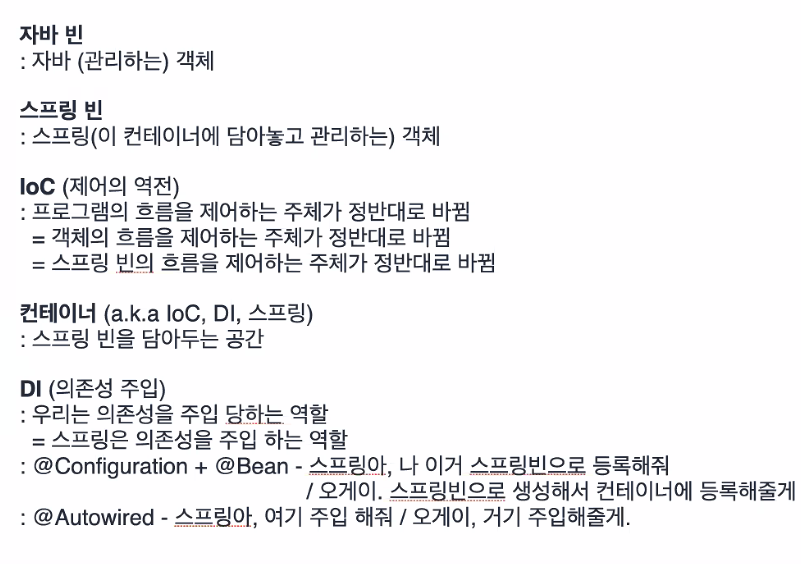 자바 빈
: 자바 (관리하는) 객체
스프링 빈
: 스프링(이 컨테이너에 담아놓고 관리하는) 객체
IoC (제어의 역전)
: 프로그램의 흐름을 제어하는 주체가 정반대로 바뀜
= 객체의 흐름을 제어하는 주체가 정반대로 바뀜
= 스프링 빈의 흐름을 제어하는 주체가 정반대로 바뀜
컨테이너 (a.k.a IoC, DI, 스프링)
: 스프링 빈을 담아두는 공간
DI (의존성 주입)
: 우리는 의존성을 주입 당하는 역할
= 스프링은 의존성을 주입 하는 역할
: @Configuration + @Bean - 스프링아, 나 이거 스프링빈으로 등록해줘
/ 오게이. 스프링빈으로 생성해서 컨테이너에 등록해줄게
: @Autowired - 스프링아, 여기 주입 해줘 / 오게이, 거기 주입해줄게.